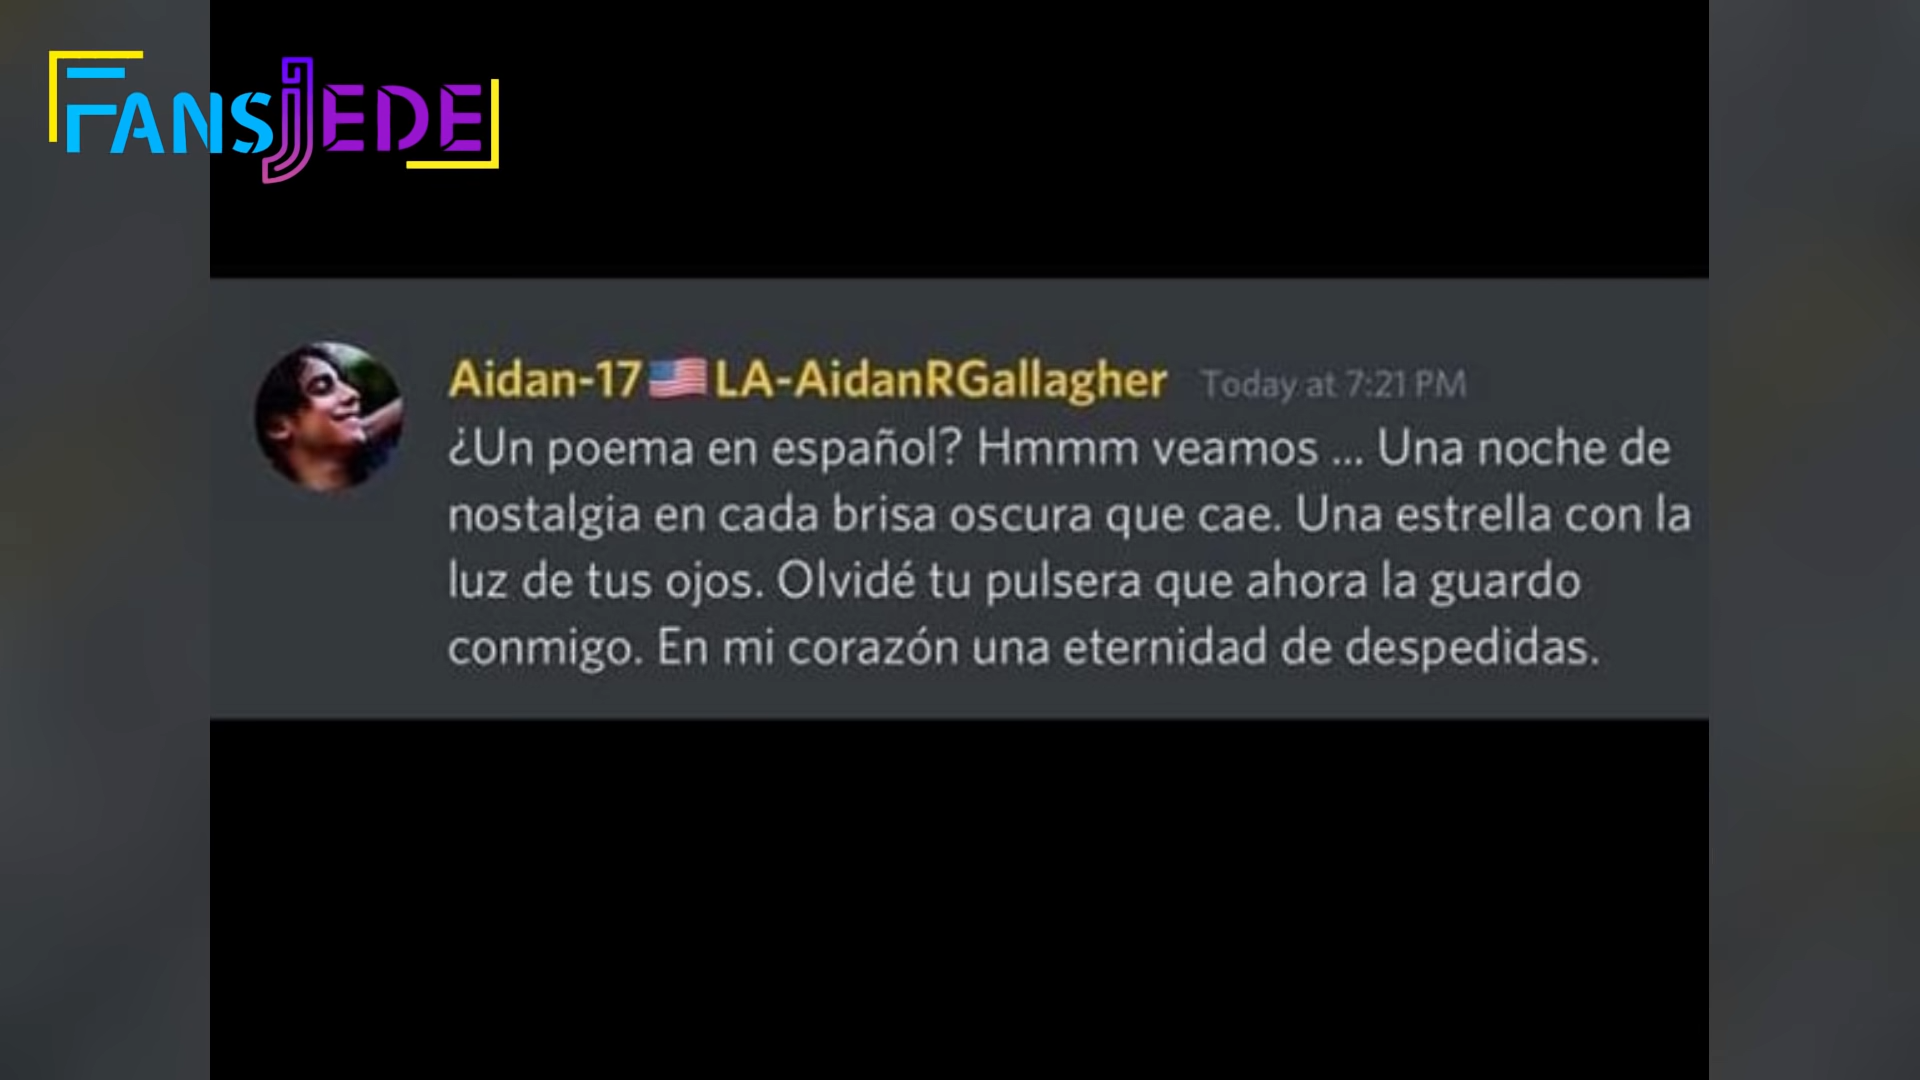 FANSJEDE
Aidan-17🇺🇸LA-AidanRGallagher Today at 7:21 PM
¿Un poema en español? Hmmm veamos ... Una noche de
nostalgia en cada brisa oscura que cae. Una estrella con la
luz de tus ojos. Olvidé tu pulsera que ahora la guardo
conmigo. En mi corazón una eternidad de despedidas.